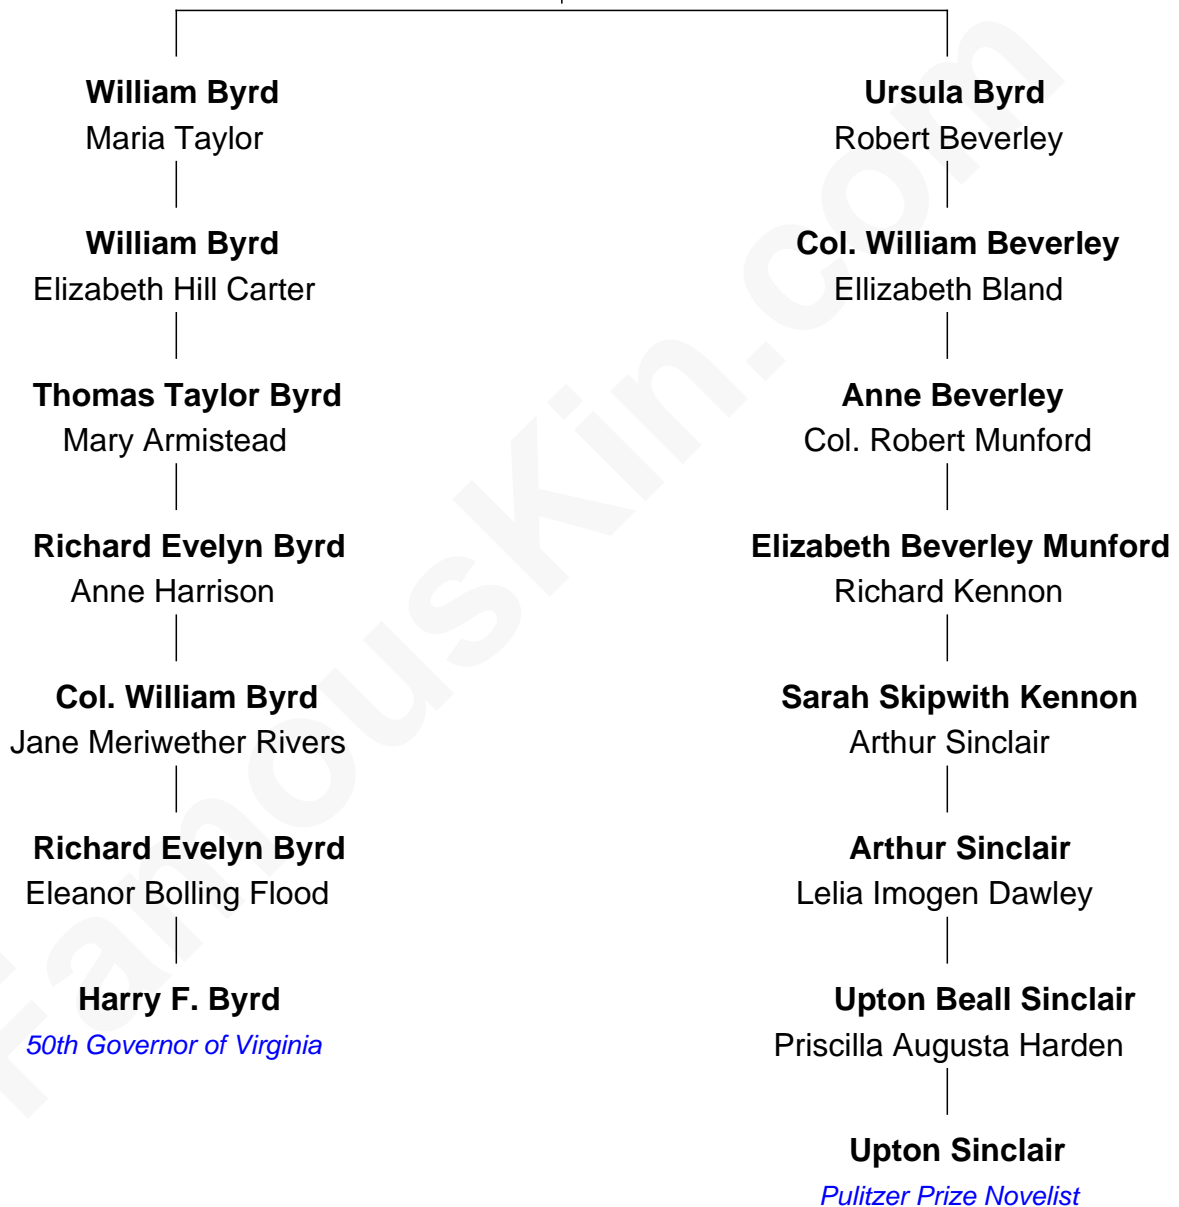 William Byrd
Maria Taylor
William Byrd
Elizabeth Hill Carter
Thomas Taylor Byrd
Mary Armistead
Richard Evelyn Byrd
Anne Harrison
Col. William Byrd
Jane Meriwether Rivers
Richard Evelyn Byrd
Eleanor Bolling Flood
Harry F. Byrd
50th Governor of Virginia
Ursula Byrd
Robert Beverley
Col. William Beverley
Ellizabeth Bland
Anne Beverley
Col. Robert Munford
Elizabeth Beverley Munford
Richard Kennon
Sarah Skipwith Kennon
Arthur Sinclair
Arthur Sinclair
Lelia Imogen Dawley
Upton Beall Sinclair
Priscilla Augusta Harden
Upton Sinclair
Pulitzer Prize Novelist
FamousKin.com